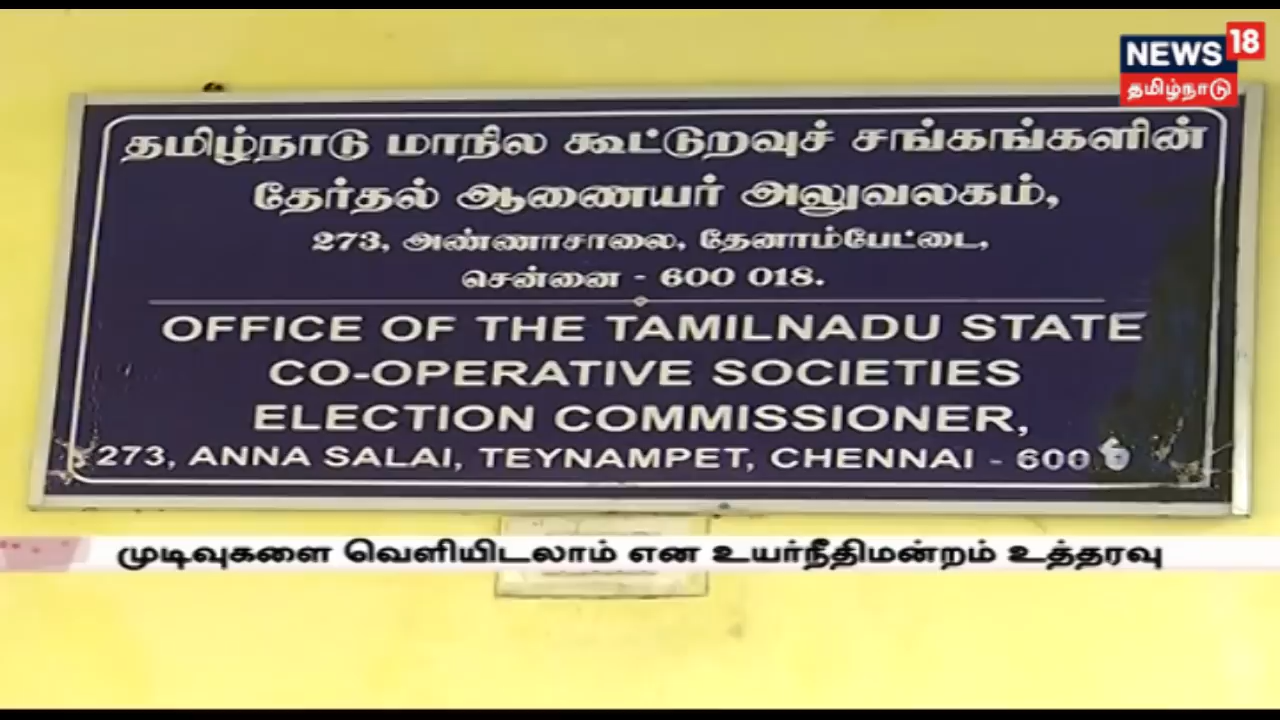 NEWS 18
தமிழ்நாடு
தமிழ்நாடு மாநில கூட்டுறவுச் சங்கங்களின்
தேர்தல் ஆணையர் அலுவலகம்,
273, அண்ணாசாலை, தேனாம்பேட்டை,
சென்னை - 600 018.
OFFICE OF THE TAMILNADU STATE
CO-OPERATIVE SOCIETIES
ELECTION COMMISSIONER,
273, ANNA SALAI, TEYNAMPET, CHENNAI - 600
முடிவுகளை வெளியிடலாம் என உயர்நீதிமன்றம் உத்தரவு